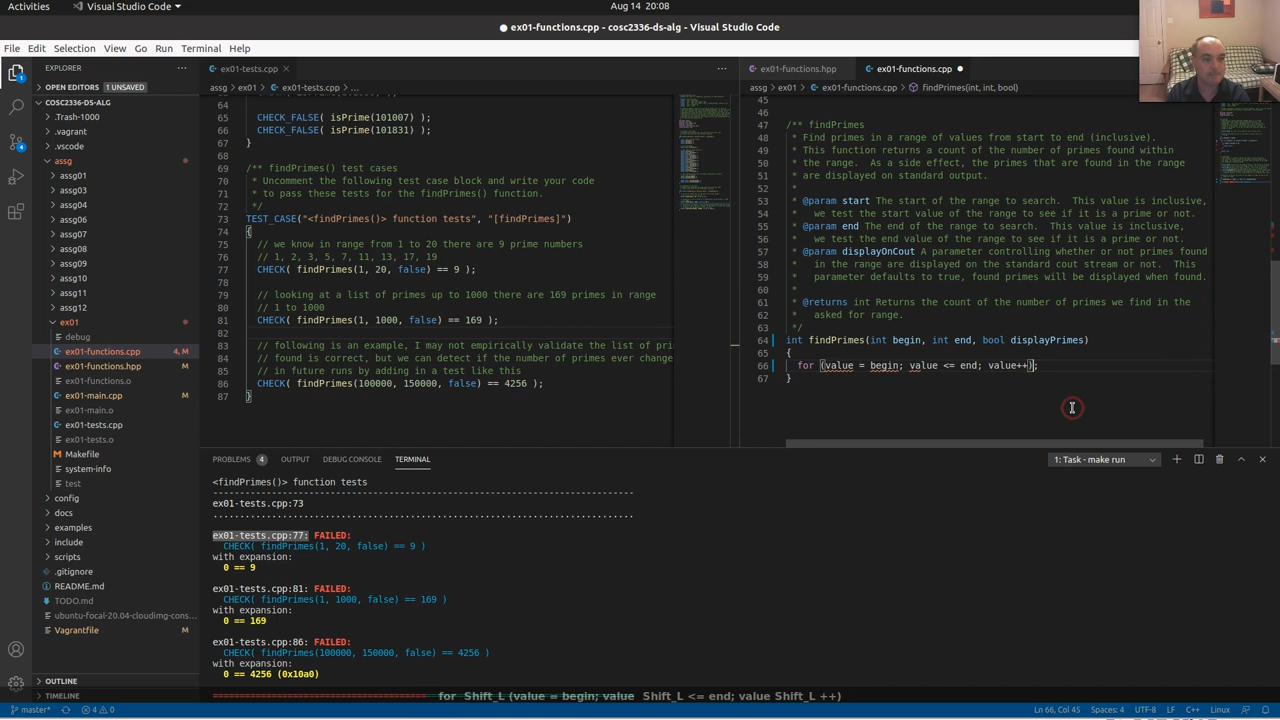 Activities
Visual Studio Code
Aug 14 20:08
● ex01-functions.cpp - cosc2336-ds-alg - Visual Studio Code
File Edit Selection View Go Run Terminal Help
EXPLORER
OPEN EDITORS 1 UNSAVED
COSC2336-DS-ALG
.Trash-1000
.vagrant
.vscode
assg
assg01
assg03
assg04
assg06
assg07
assg08
assg09
assg10
assg11
assg12
ex01
debug
ex01-functions.cpp 4, M
ex01-functions.hpp M
ex01-functions.o
ex01-main.cpp M
ex01-main.o
ex01-tests.cpp
ex01-tests.o
Makefile
system-info
test
config
docs
examples
include
scripts
.gitignore
README.md
TODO.md
ubuntu-focal-20.04-cloudimg-cons...
Vagrantfile M
OUTLINE
TIMELINE
ex01-tests.cpp
assg > ex01 > ex01-tests.cpp > ...
64
65 CHECK_FALSE( isPrime(101007) );
66 CHECK_FALSE( isPrime(101831) );
67 }
68
69 /** findPrimes() test cases
70 * Uncomment the following test case block and write your code
71 * to pass these tests for the findPrimes() function.
72 */
73 TEST_CASE("<findPrimes()> function tests", "[findPrimes]")
74 {
75 // we know in range from 1 to 20 there are 9 prime numbers
76 // 1, 2, 3, 5, 7, 11, 13, 17, 19
77 CHECK( findPrimes(1, 20, false) == 9 );
78
79 // looking at a list of primes up to 1000 there are 169 primes in range
80 // 1 to 1000
81 CHECK( findPrimes(1, 1000, false) == 169 );
82
83 // following is an example, I may not empirically validate the list of pri
84 // found is correct, but we can detect if the number of primes ever change
85 // in future runs by adding in a test like this
86 CHECK( findPrimes(100000, 150000, false) == 4256 );
87 }
ex01-functions.hpp
ex01-functions.cpp ●
assg > ex01 > ex01-functions.cpp > findPrimes(int, int, bool)
45
46
47 /** findPrimes
48 * Find primes in a range of values from start to end (inclusive).
49 * This function returns a count of the number of primes found within
50 * the range. As a side effect, the primes that are found in the range
51 * are displayed on standard output.
52 *
53 * @param start The start of the range to search. This value is inclusive,
54 * we test the start value of the range to see if it is a prime or not.
55 * @param end The end of the range to search. This value is inclusive,
56 * we test the end value of the range to see if it is a prime or not.
57 * @param displayOnCout A parameter controlling whether or not primes found
58 * in the range are displayed on the standard cout stream or not. This
59 * parameter defaults to true, found primes will be displayed when found.
60 *
61 * @returns int Returns the count of the number of primes we find in the
62 * asked for range.
63 */
64 int findPrimes(int begin, int end, bool displayPrimes)
65 {
66 for (value = begin; value <= end; value++);
67 }
PROBLEMS 4 OUTPUT DEBUG CONSOLE TERMINAL
1: Task - make run
<findPrimes()> function tests
-------------------------------------------------------------------------------
ex01-tests.cpp:73
...............................................................................
ex01-tests.cpp:77: FAILED:
CHECK( findPrimes(1, 20, false) == 9 )
with expansion:
0 == 9
ex01-tests.cpp:81: FAILED:
CHECK( findPrimes(1, 1000, false) == 169 )
with expansion:
0 == 169
ex01-tests.cpp:86: FAILED:
CHECK( findPrimes(100000, 150000, false) == 4256 )
with expansion:
0 == 4256 (0x10a0)
for Shift_L (value = begin; value Shift_L <= end; value Shift_L ++)
master* 4 0
Ln 66, Col 45 Spaces: 4 UTF-8 LF C++ Linux